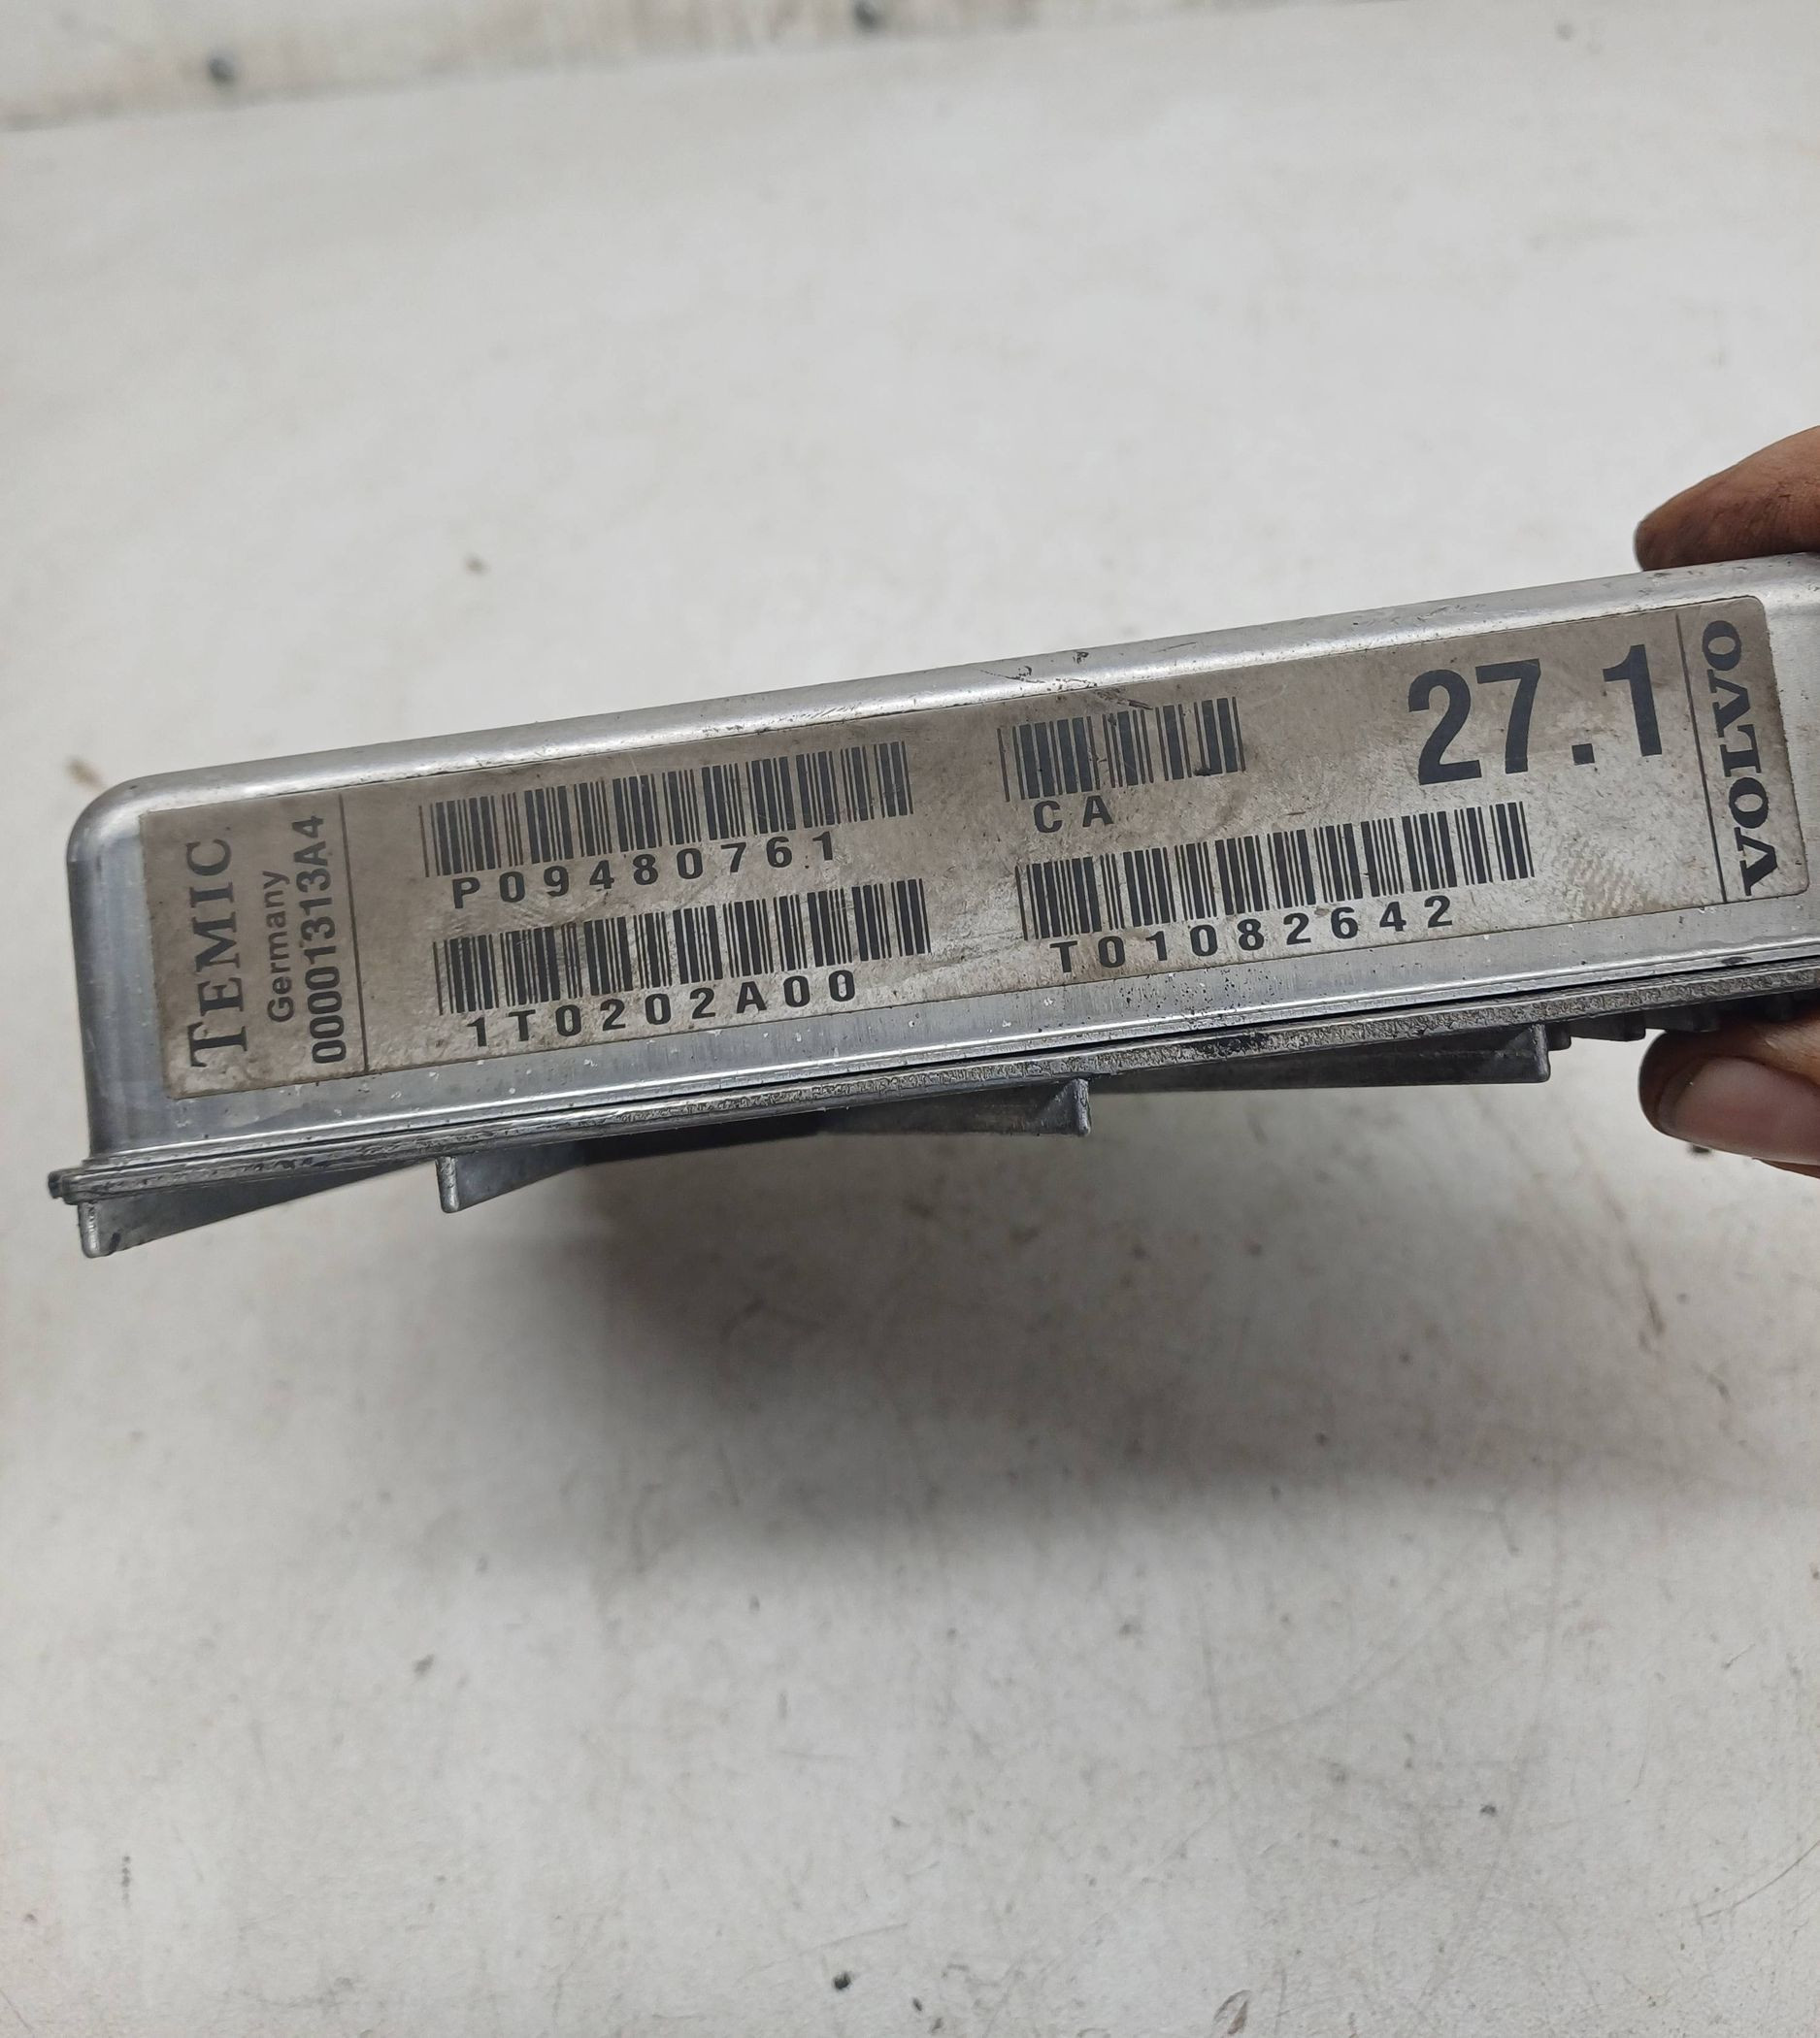 TEMIC
Germany
00001313A4
P09480761
1T0202A00
CA
T01082642
27.1
VOLVO